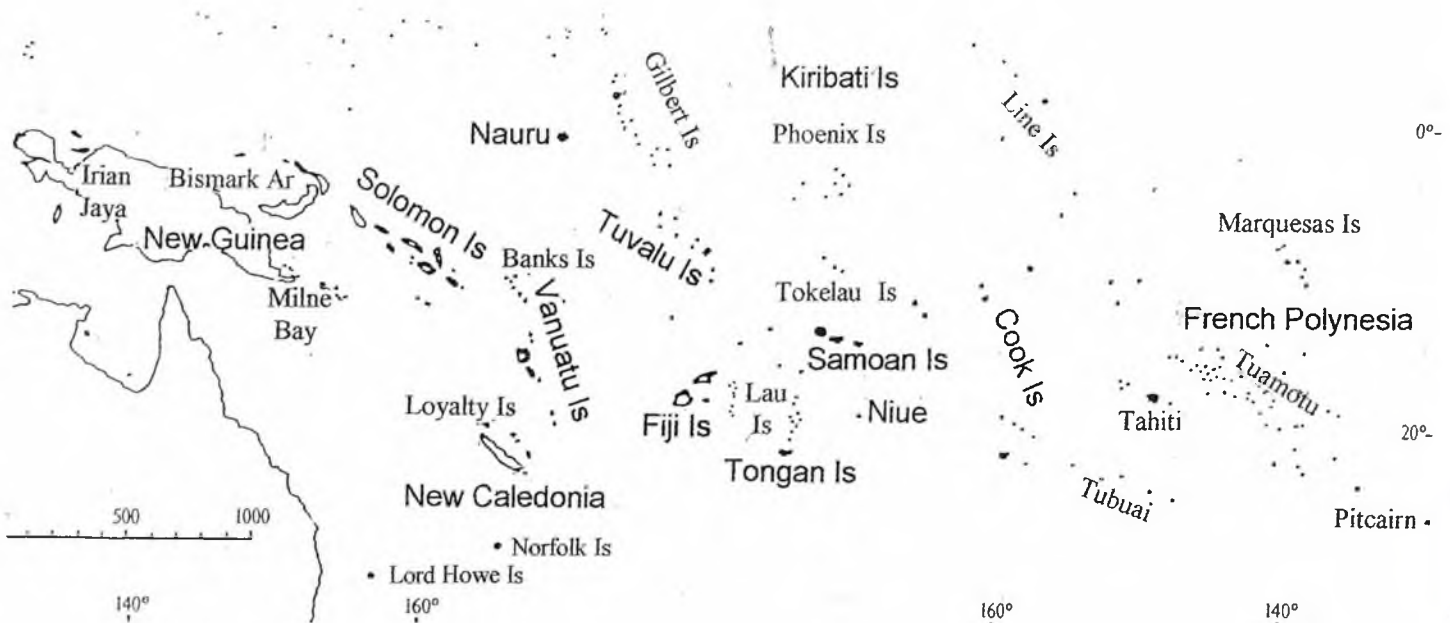 Gilbert Is
Kiribati Is
Line Is
Nauru
Phoenix Is
0°-
Irian
Jaya
Bismark Ar
Solomon Is
New Guinea
Tuvalu Is
Marquesas Is
Banks Is
Milne
Bay
Vanuatu Is
Tokelau Is
Cook Is
French Polynesia
Samoan Is
Tuamotu
Loyalty Is
Fiji Is
Lau
Is
Niue
Tahiti
20°-
Tongan Is
New Caledonia
Tubuai
500
1000
Pitcairn
Norfolk Is
Lord Howe Is
140°
160°
160°
140°